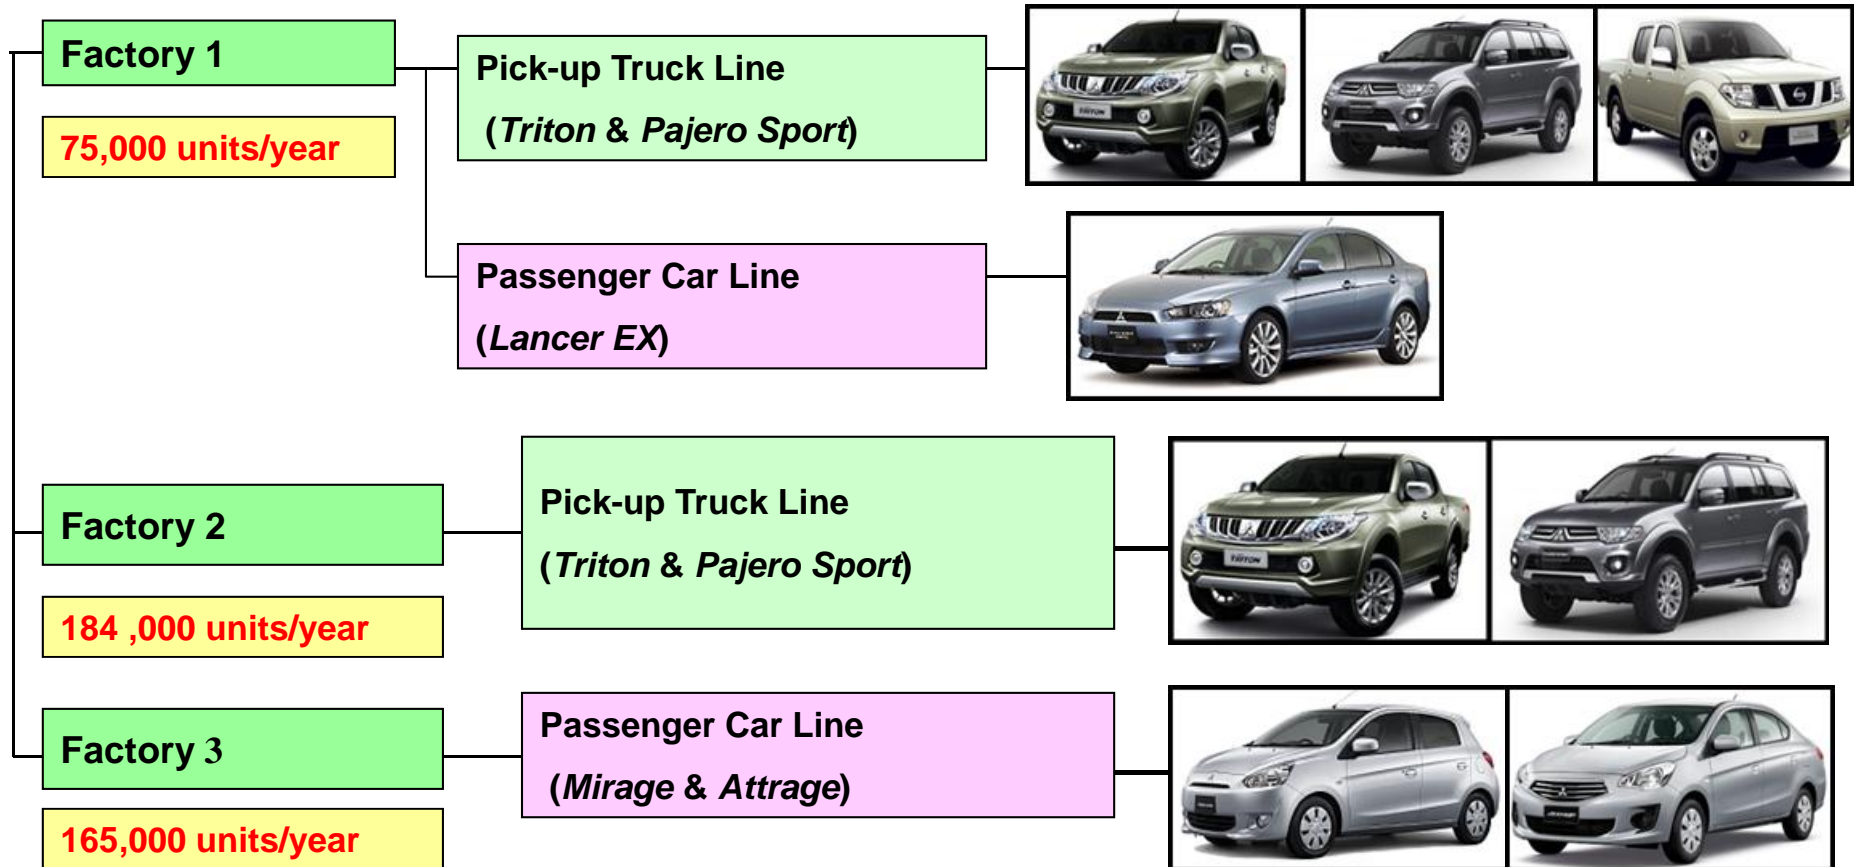 Factory 1
75,000 units/year
Pick-up Truck Line
(Triton & Pajero Sport)
TRITON
Passenger Car Line
(Lancer EX)
Factory 2
184 ,000 units/year
Pick-up Truck Line
(Triton & Pajero Sport)
TRITON
Factory 3
165,000 units/year
Passenger Car Line
(Mirage & Attrage)